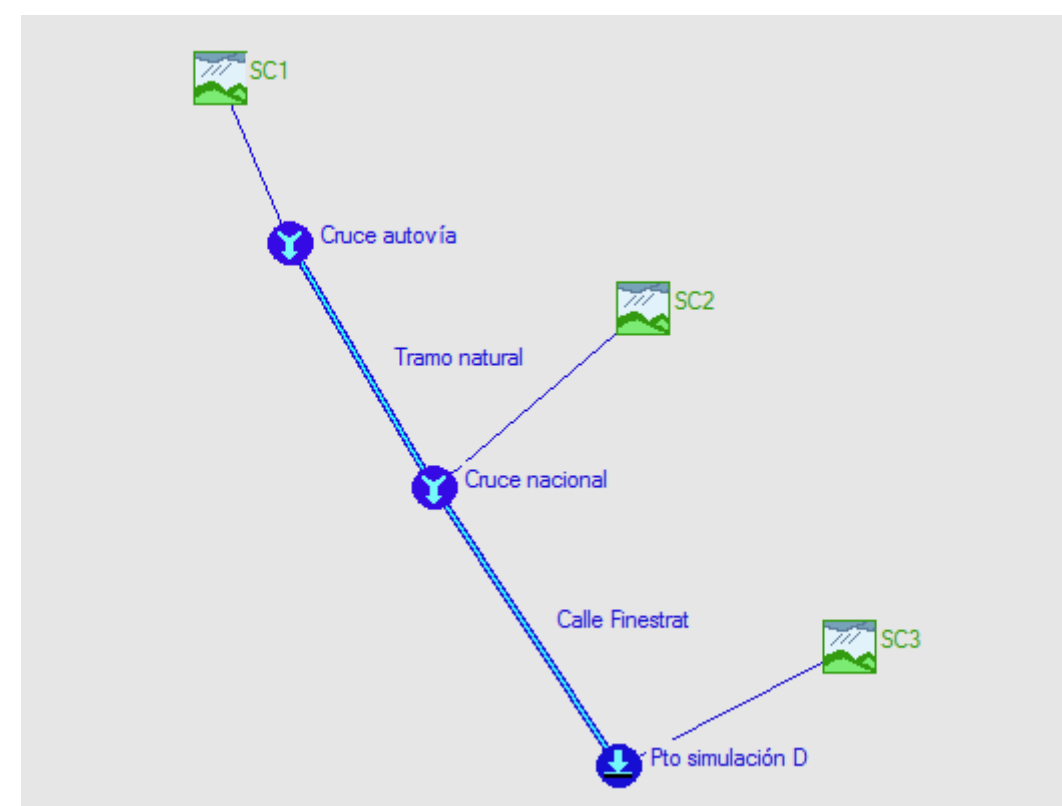 SC1
Cruce autovía
SC2
Tramo natural
Cruce nacional
Calle Finestrat
SC3
Pto simulación D